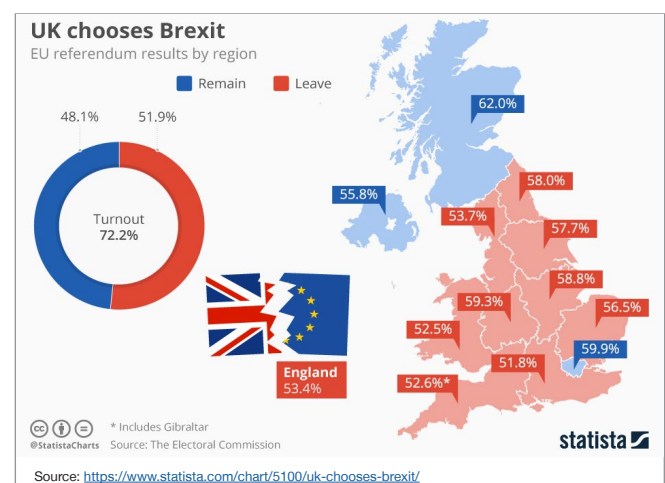 UK chooses Brexit
EU referendum results by region
Remain
Leave
48.1%
51.9%
Turnout
72.2%
62.0%
55.8%
58.0%
53.7%
57.7%
58.8%
59.3%
56.5%
52.5%
59.9%
51.8%
52.6%*
England
53.4%
cc
* Includes Gibraltar
@StatistaCharts Source: The Electoral Commission
statista
Source: https://www.statista.com/chart/5100/uk-chooses-brexit/